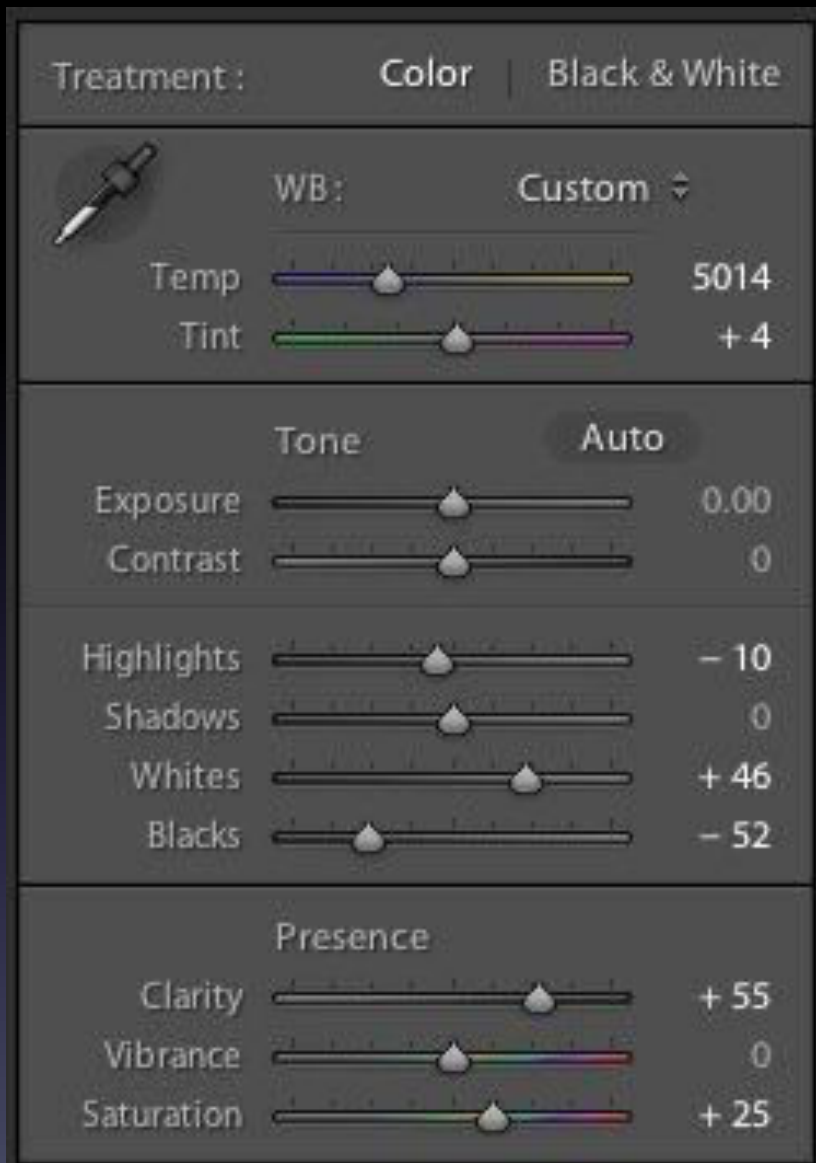 Treatment : Color | Black & White
WB : Custom
Temp 5014
Tint + 4
Tone Auto
Exposure 0.00
Contrast 0
Highlights – 10
Shadows 0
Whites + 46
Blacks – 52
Presence
Clarity + 55
Vibrance 0
Saturation + 25